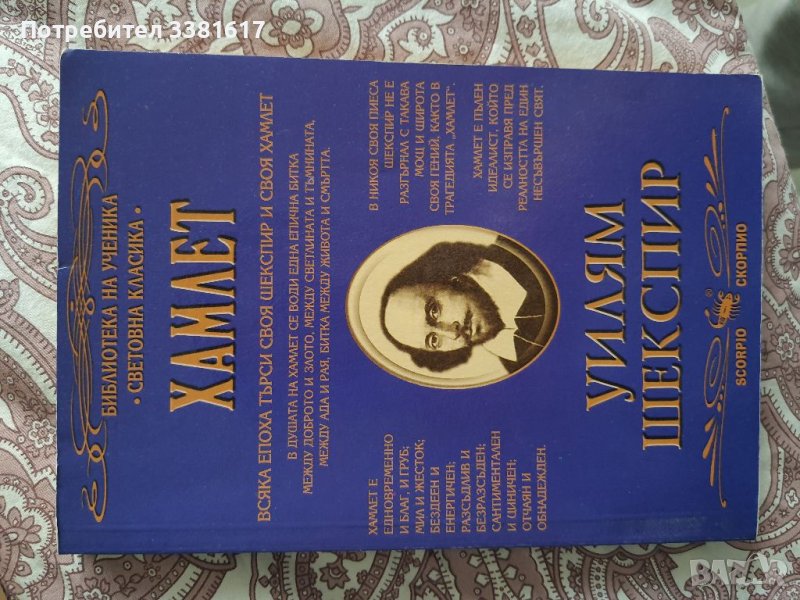 Потребител 3381617
БИБЛИОТЕКА НА УЧЕНИКА
• СВЕТОВНА КЛАСИКА •
ХАМЛЕТ
ВСЯКА ЕПОХА ТЪРСИ СВОЯ ШЕКСПИР И СВОЯ ХАМЛЕТ
В ДУШАТА НА ХАМЛЕТ СЕ ВОДИ ЕДНА ЕПИЧНА БИТКА
МЕЖДУ ДОБРОТО И ЗЛОТО, МЕЖДУ СВЕТЛИНАТА И ТЪМНИНАТА,
МЕЖДУ АДА И РАЯ, БИТКА МЕЖДУ ЖИВОТА И СМЪРТТА.
ХАМЛЕТ Е
ЕДНОВРЕМЕННО
И БЛАГ, И ГРУБ;
МИЛ И ЖЕСТОК;
БЕЗДЕЕН И
ЕНЕРГИЧЕН;
РАЗСЪДЛИВ И
БЕЗРАЗСЪДЕН;
САНТИМЕНТАЛЕН
И ЦИНИЧЕН;
ОТЧАЯН И
ОБНАДЕЖДЕН.
В НИКОЯ СВОЯ ПИЕСА
ШЕКСПИР НЕ Е
РАЗГЪРНАЛ С ТАКАВА
МОЩ И ШИРОТА
СВОЯ ГЕНИЙ, КАКТО В
ТРАГЕДИЯТА „ХАМЛЕТ“.
ХАМЛЕТ Е ПЪЛЕН
ИДЕАЛИСТ, КОЙТО
СЕ ИЗПРАВЯ ПРЕД
РЕАЛНОСТТА НА ЕДИН
НЕСЪВЪРШЕН СВЯТ.
УИЛЯМ
ШЕКСПИР
SCORPIO ® СКОРПИО
BAZAR